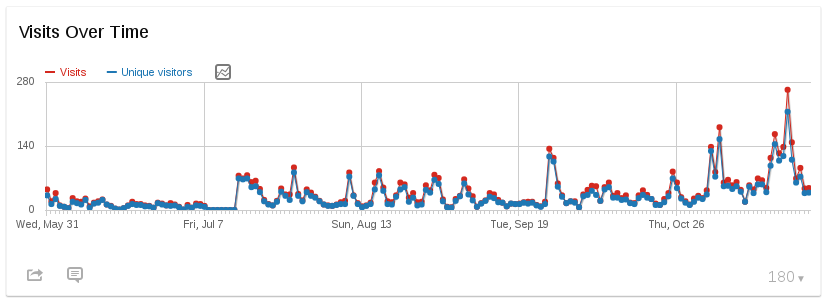 Visits Over Time
Visits Unique visitors
280
140
0
Wed, May 31 Fri, Jul 7 Sun, Aug 13 Tue, Sep 19 Thu, Oct 26
180